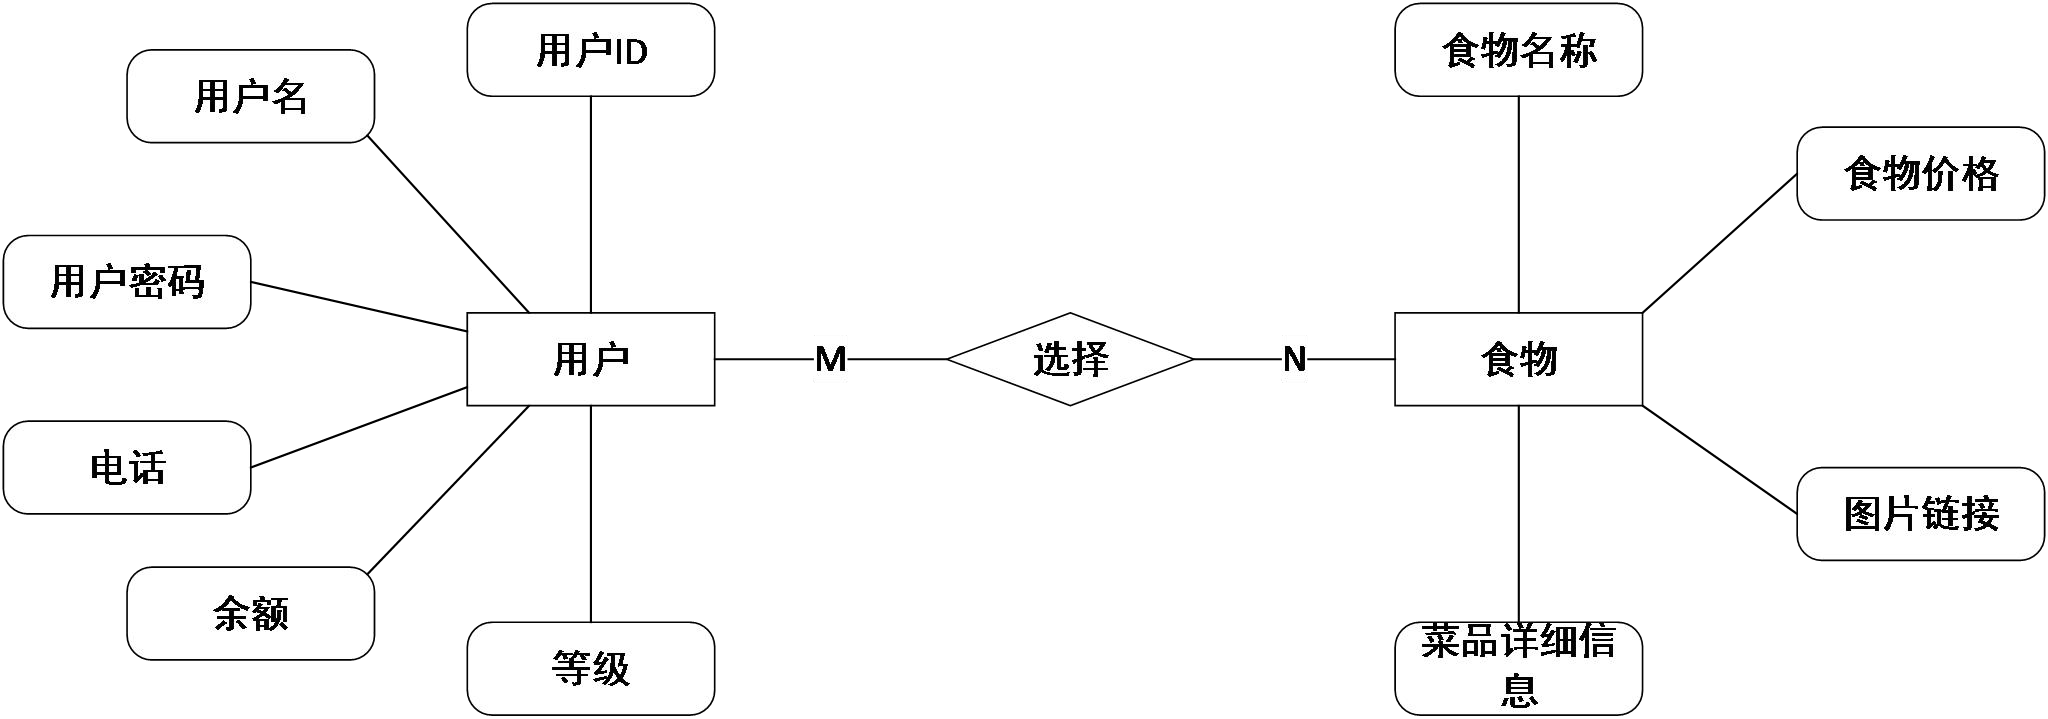 用户ID
食物名称
用户名
食物价格
用户密码
用户
M
选择
N
食物
电话
图片链接
余额
等级
菜品详细信
息